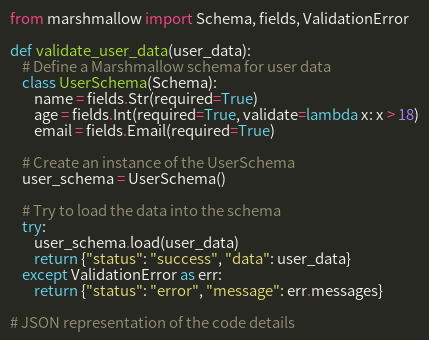 from marshmallow import Schema, fields, ValidationError

def validate_user_data(user_data):
    # Define a Marshmallow schema for user data
    class UserSchema(Schema):
        name = fields.Str(required=True)
        age = fields.Int(required=True, validate=lambda x: x > 18)
        email = fields.Email(required=True)

    # Create an instance of the UserSchema
    user_schema = UserSchema()

    # Try to load the data into the schema
    try:
        user_schema.load(user_data)
        return {"status": "success", "data": user_data}
    except ValidationError as err:
        return {"status": "error", "message": err.messages}

# JSON representation of the code details